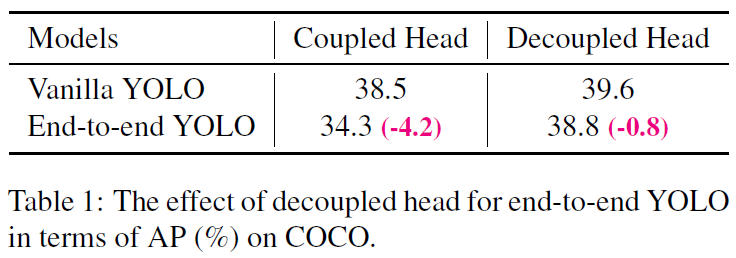 Models Coupled Head Decoupled Head
Vanilla YOLO 38.5 39.6
End-to-end YOLO 34.3 (-4.2) 38.8 (-0.8)
Table 1: The effect of decoupled head for end-to-end YOLO
in terms of AP (%) on COCO.